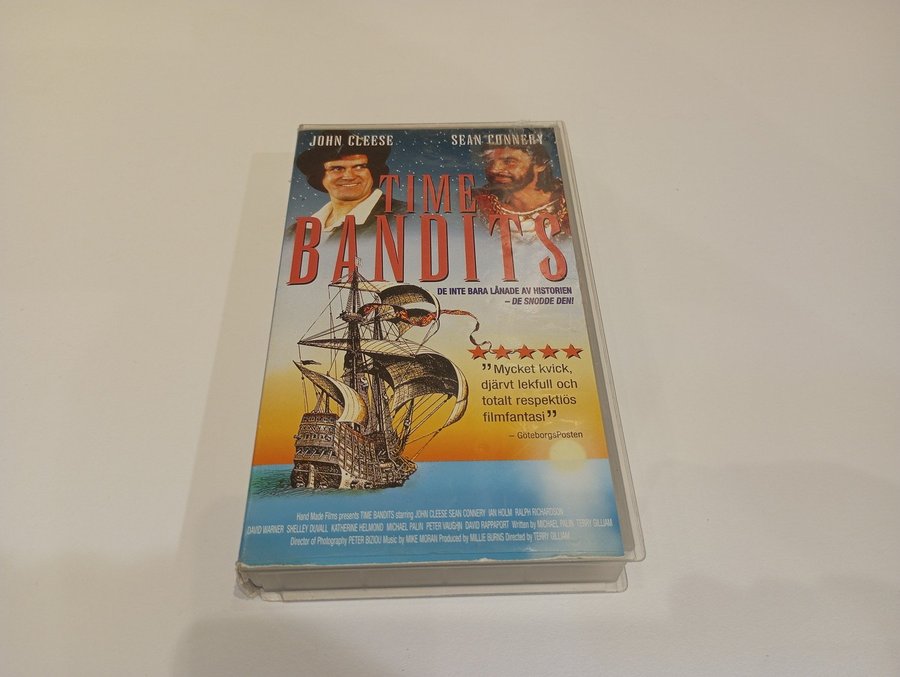 JOHN CLEESE
SEAN CONNERY
TIME
BANDITS
DE INTE BARA LÅNADE AV HISTORIEN
– DE SNODDE DEN!
”Mycket kvick,
djärvt lekfull och
totalt respektlös
filmfantasi”
– GöteborgsPosten
Hand Made Films presents TIME BANDITS starring JOHN CLEESE SEAN CONNERY IAN HOLM RALPH RICHARDSON
DAVID WARNER SHELLEY DUVALL KATHERINE HELMOND MICHAEL PALIN PETER VAUGHN DAVID RAPPAPORT Written by MICHAEL PALIN TERRY GILLIAM
Director of Photography PETER BIZIOU Music by MIKE MORAN Produced by MILLIE BURNS Directed by TERRY GILLIAM